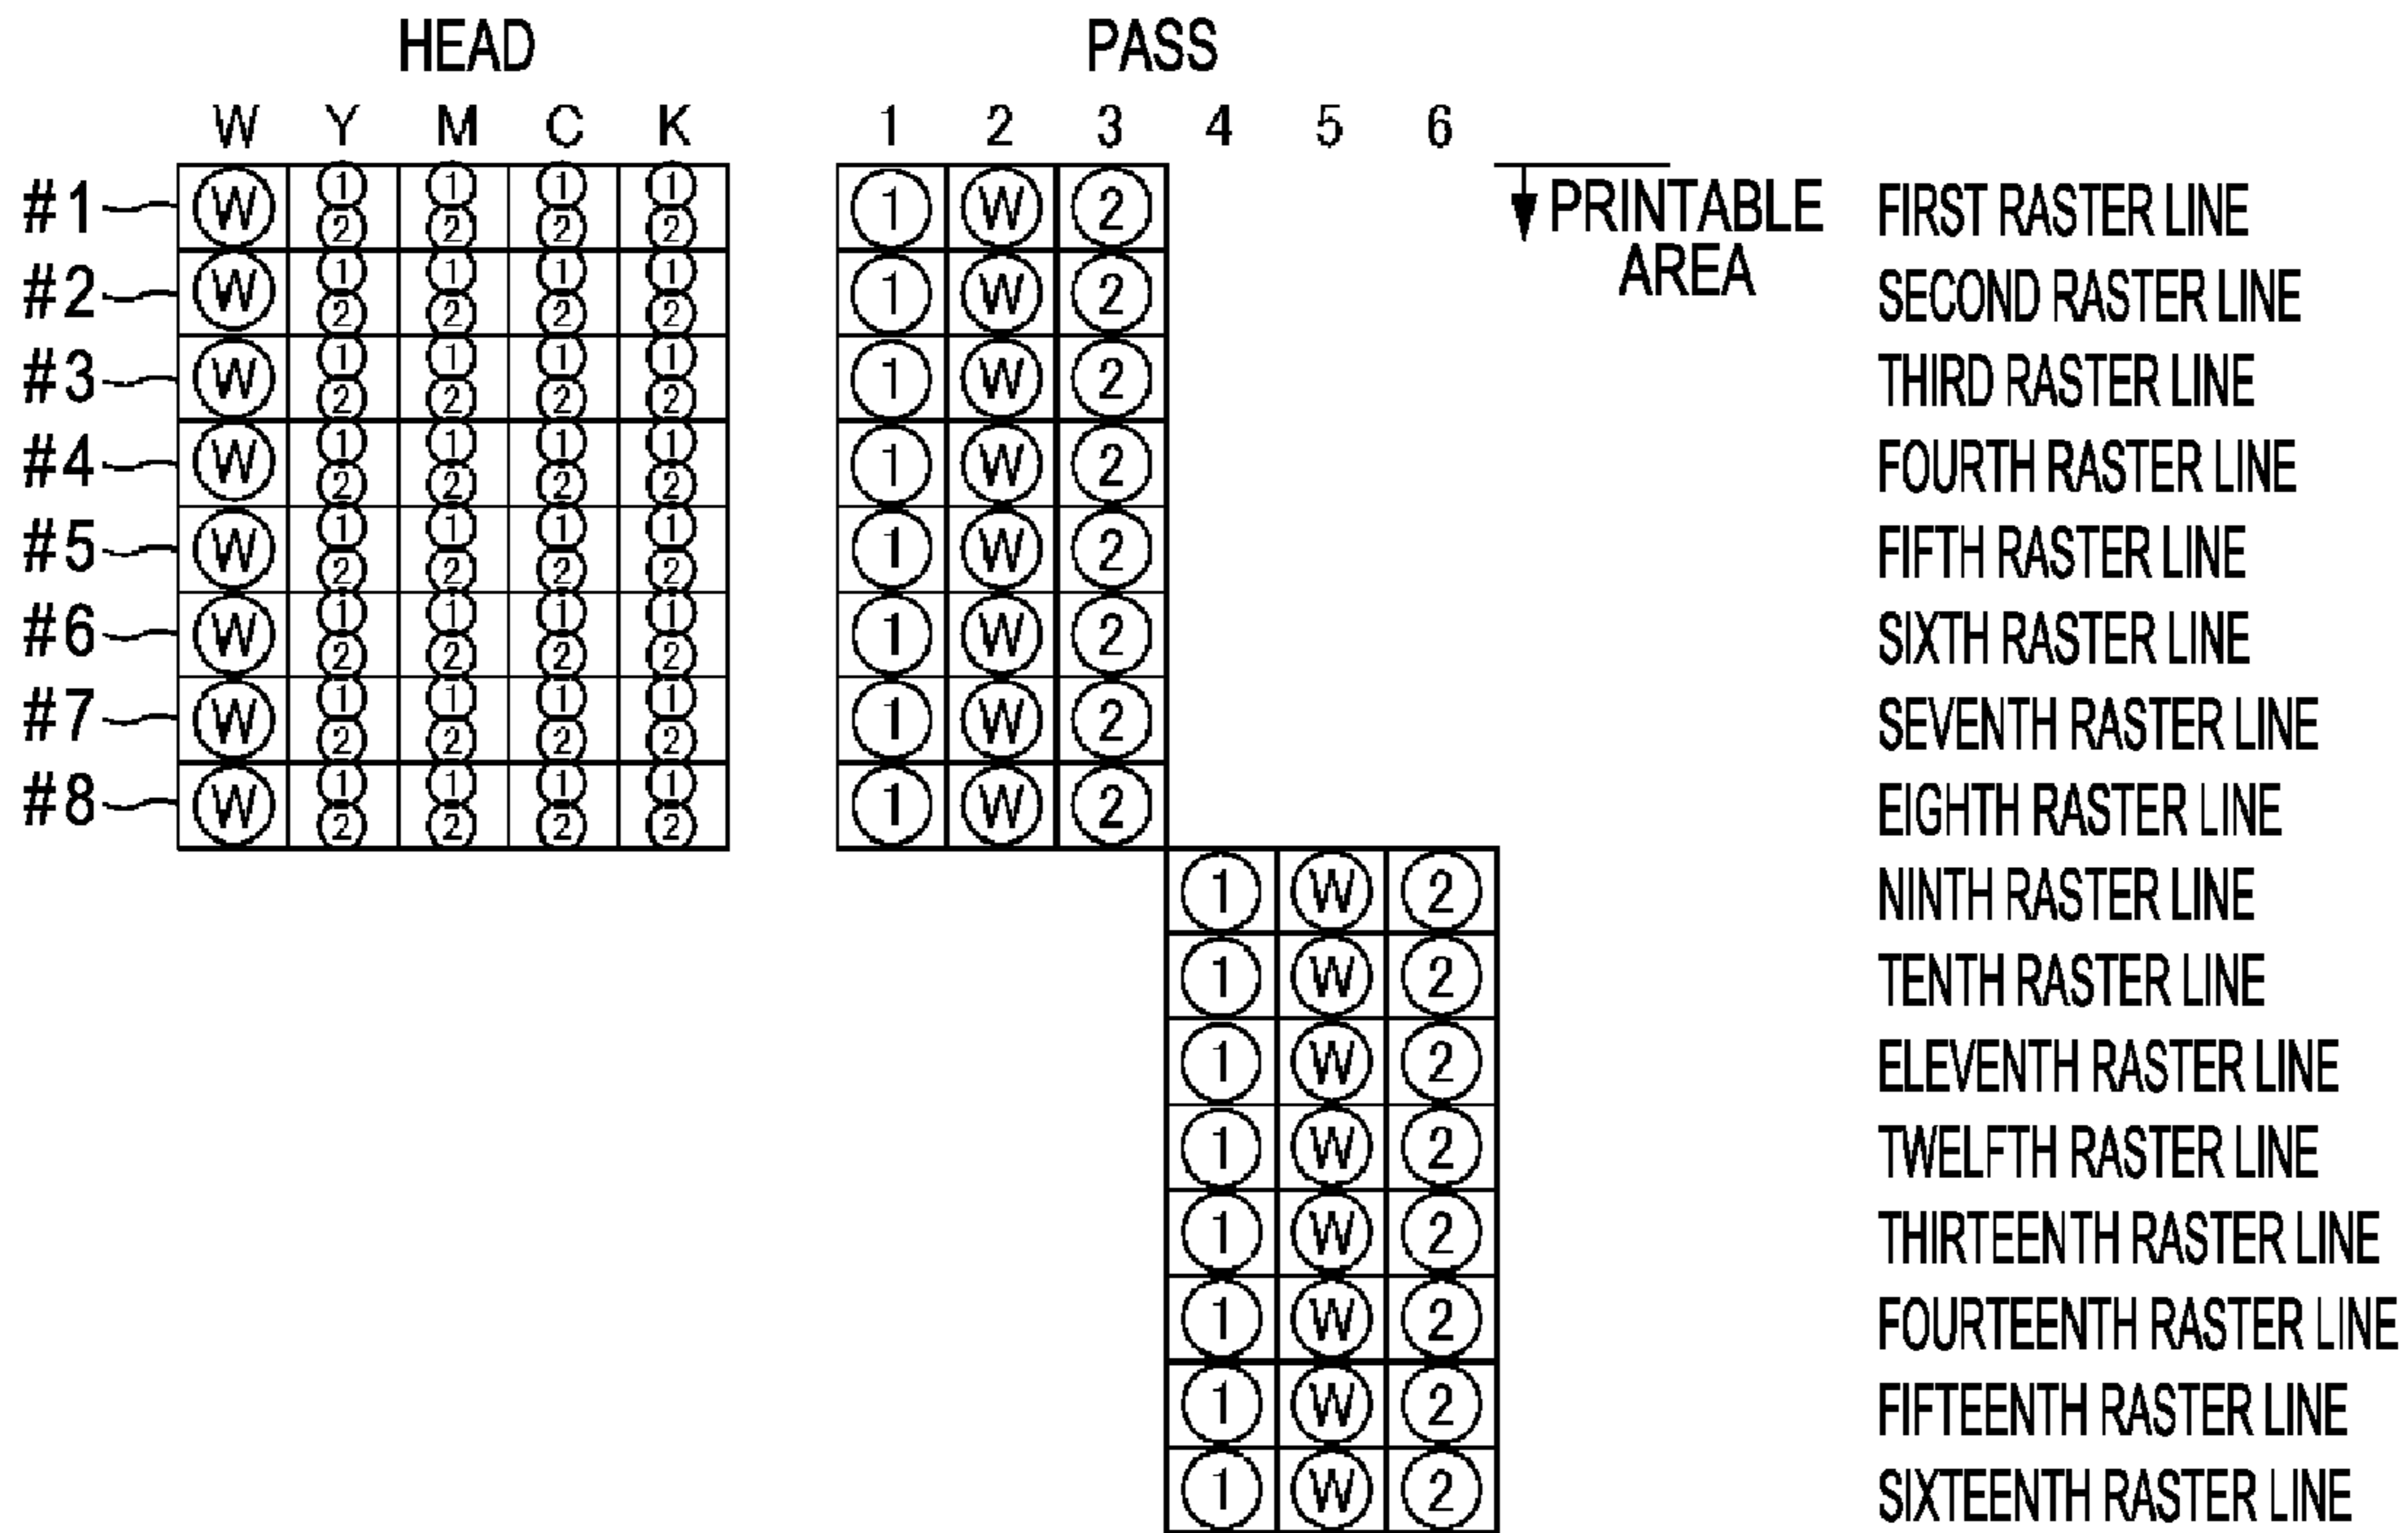 HEAD PASS
W Y M C K 1 2 3 4 5 6
#1 W 1 2 1 2 1 2 1 2 1 W 2 PRINTABLE AREA FIRST RASTER LINE
#2 W 1 2 1 2 1 2 1 2 1 W 2 SECOND RASTER LINE
#3 W 1 2 1 2 1 2 1 2 1 W 2 THIRD RASTER LINE
#4 W 1 2 1 2 1 2 1 2 1 W 2 FOURTH RASTER LINE
#5 W 1 2 1 2 1 2 1 2 1 W 2 FIFTH RASTER LINE
#6 W 1 2 1 2 1 2 1 2 1 W 2 SIXTH RASTER LINE
#7 W 1 2 1 2 1 2 1 2 1 W 2 SEVENTH RASTER LINE
#8 W 1 2 1 2 1 2 1 2 1 W 2 EIGHTH RASTER LINE
1 W 2 NINTH RASTER LINE
1 W 2 TENTH RASTER LINE
1 W 2 ELEVENTH RASTER LINE
1 W 2 TWELFTH RASTER LINE
1 W 2 THIRTEENTH RASTER LINE
1 W 2 FOURTEENTH RASTER LINE
1 W 2 FIFTEENTH RASTER LINE
1 W 2 SIXTEENTH RASTER LINE